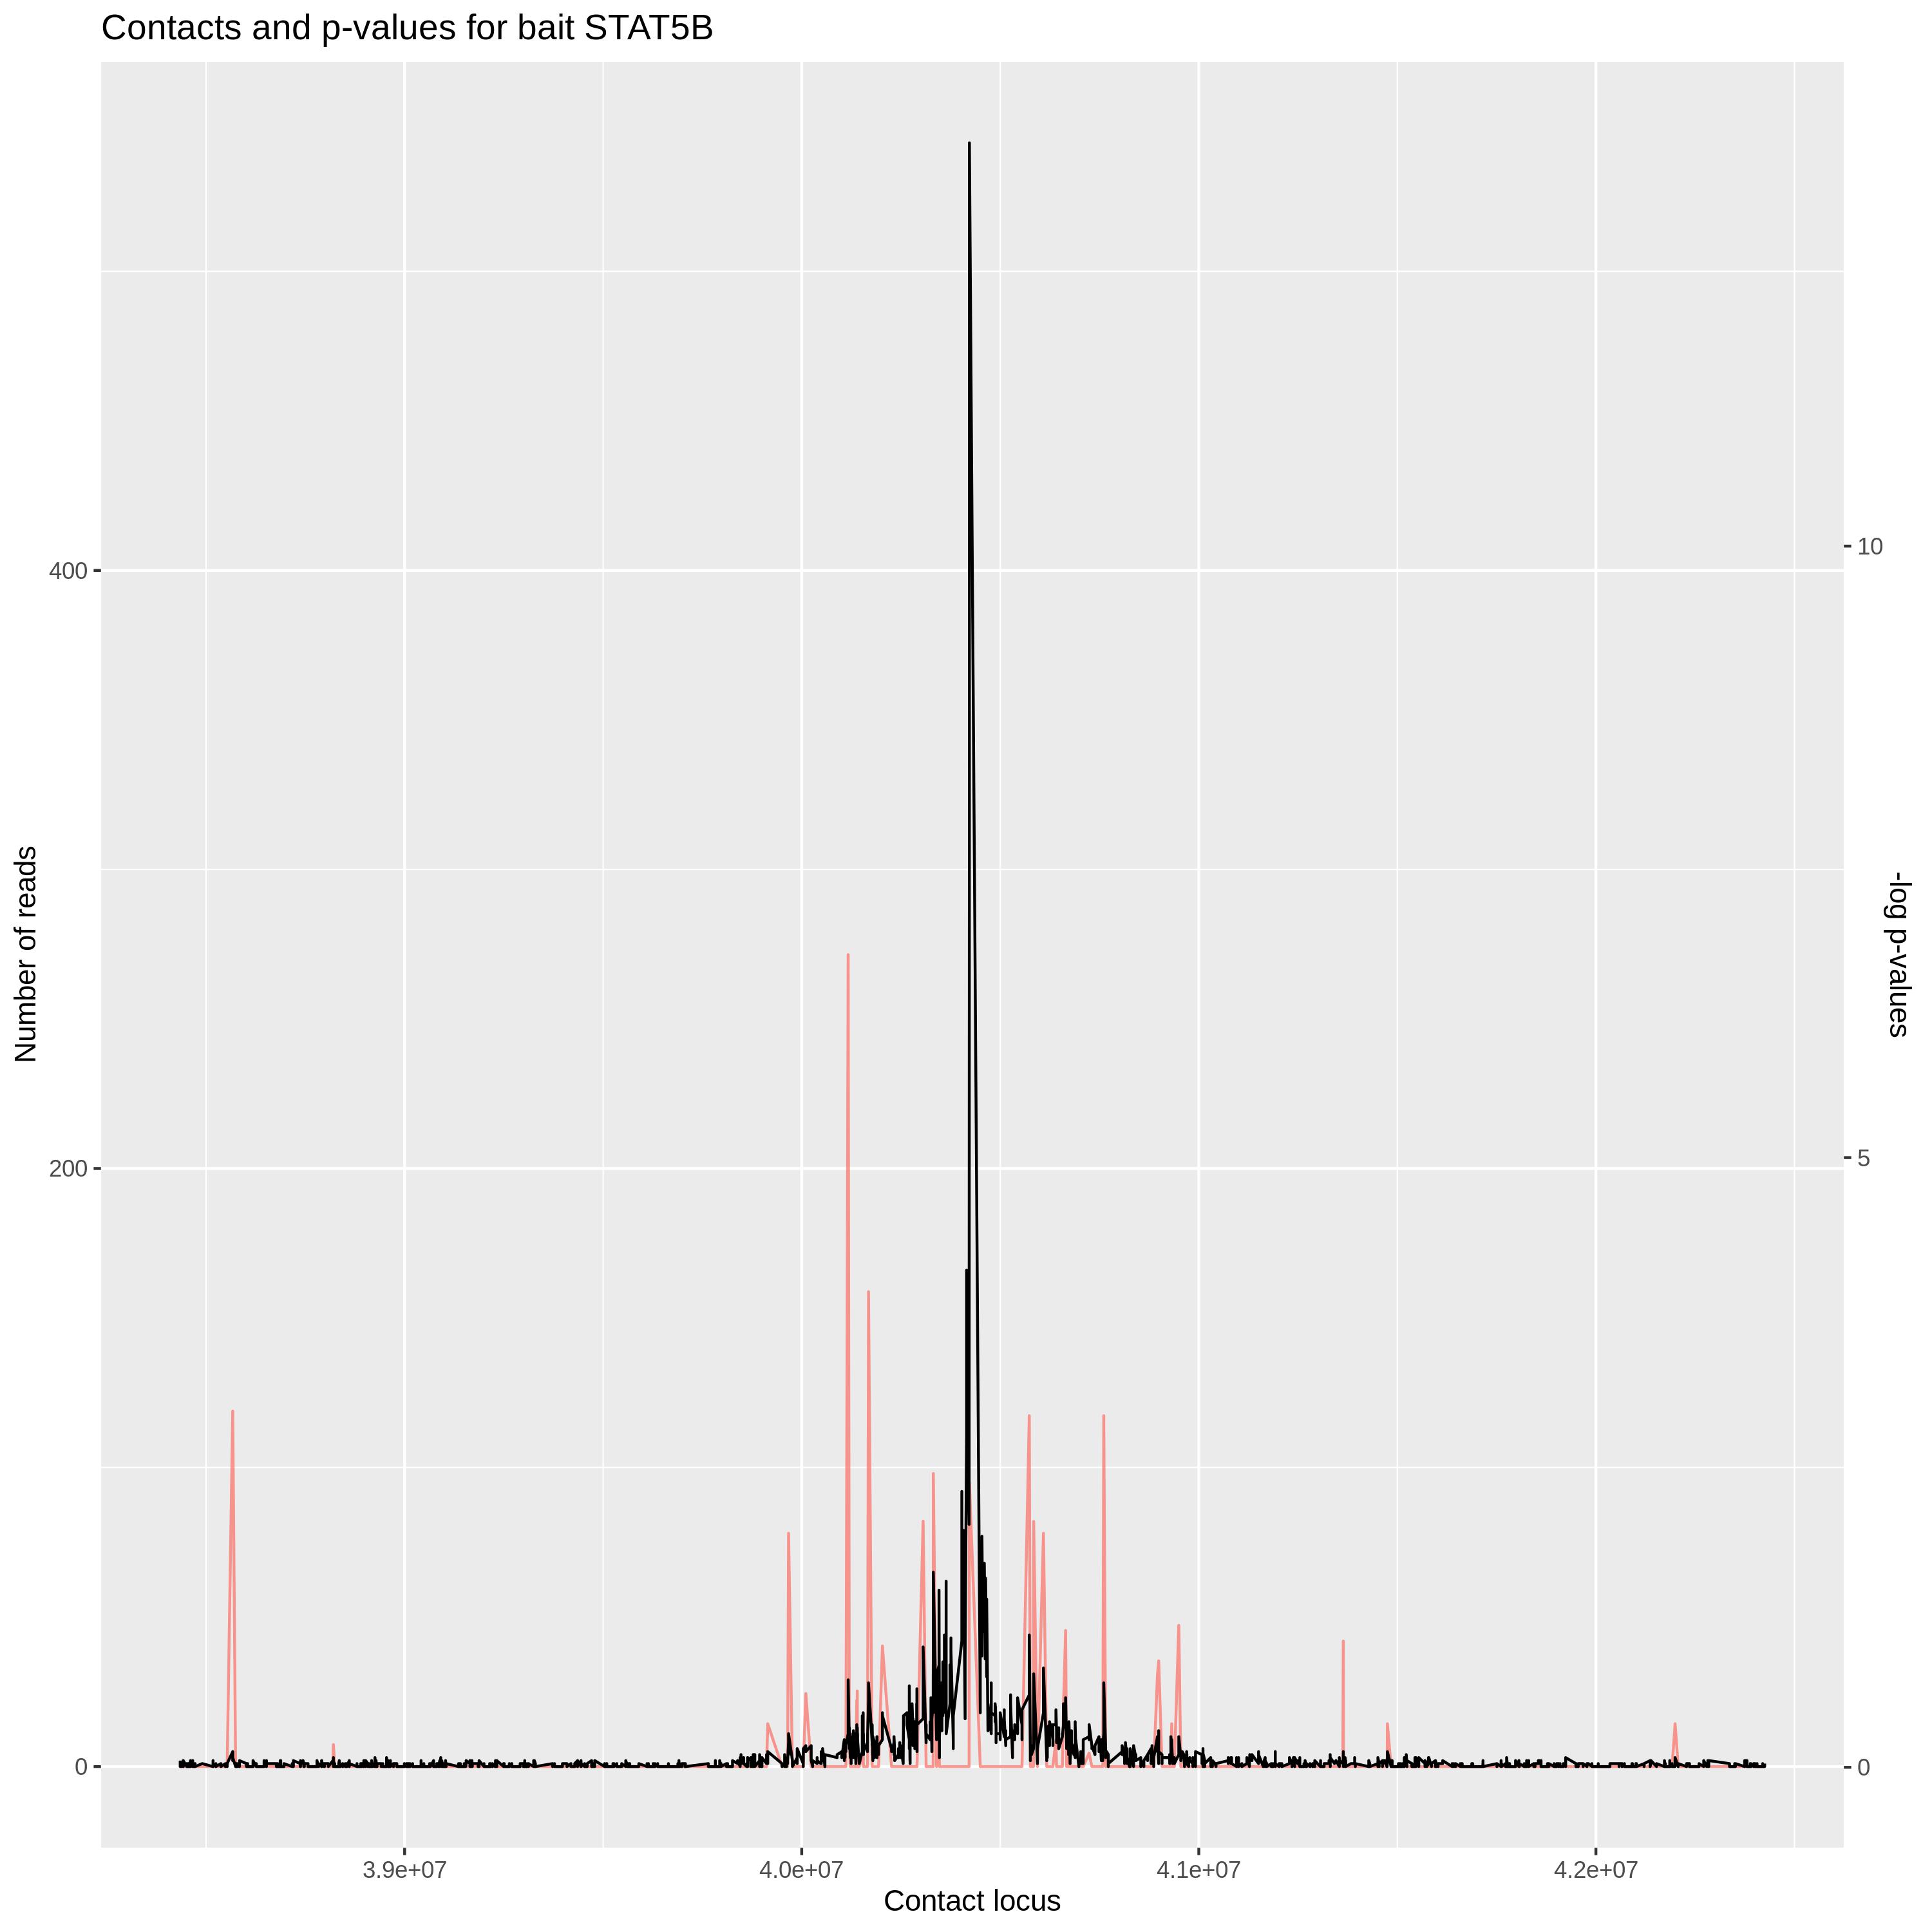 Contacts and p-values for bait STAT5B
Number of reads
400
200
0
10
5
0
-log p-values
3.9e+07
4.0e+07
4.1e+07
4.2e+07
Contact locus